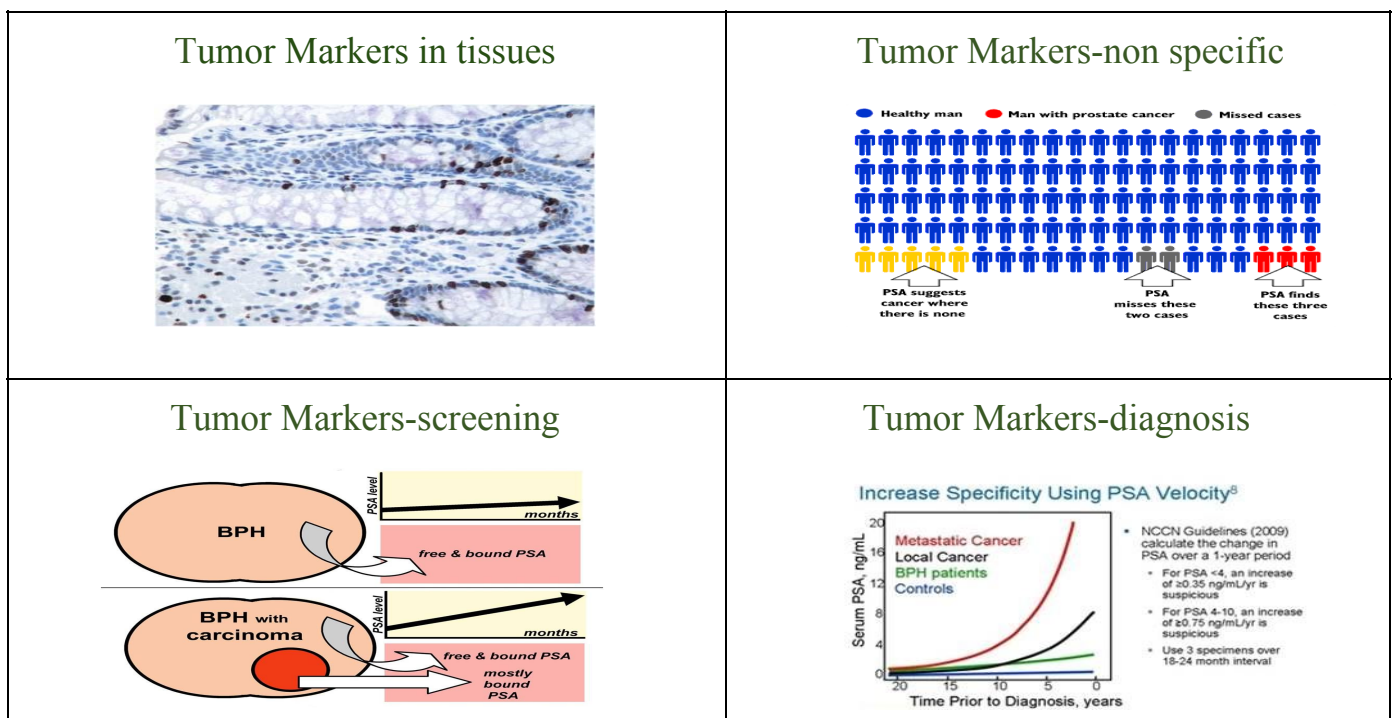 Tumor Markers in tissues
Tumor Markers-non specific
Healthy man
Man with prostate cancer
Missed cases
PSA suggests
cancer where
there is none
PSA
misses these
two cases
PSA finds
these three
cases
Tumor Markers-screening
BPH
PSA level
months
free & bound PSA
BPH with
carcinoma
PSA level
months
free & bound PSA
mostly
bound
PSA
Tumor Markers-diagnosis
Increase Specificity Using PSA Velocity⁸
Serum PSA, ng/mL
20
16
12
8
4
0
Metastatic Cancer
Local Cancer
BPH patients
Controls
20
15
10
5
0
Time Prior to Diagnosis, years
NCCN Guidelines (2009)
calculate the change in
PSA over a 1-year period
For PSA <4, an increase
of ≥0.35 ng/mL/yr is
suspicious
For PSA 4-10, an increase
of ≥0.75 ng/mL/yr is
suspicious
Use 3 specimens over
18-24 month interval